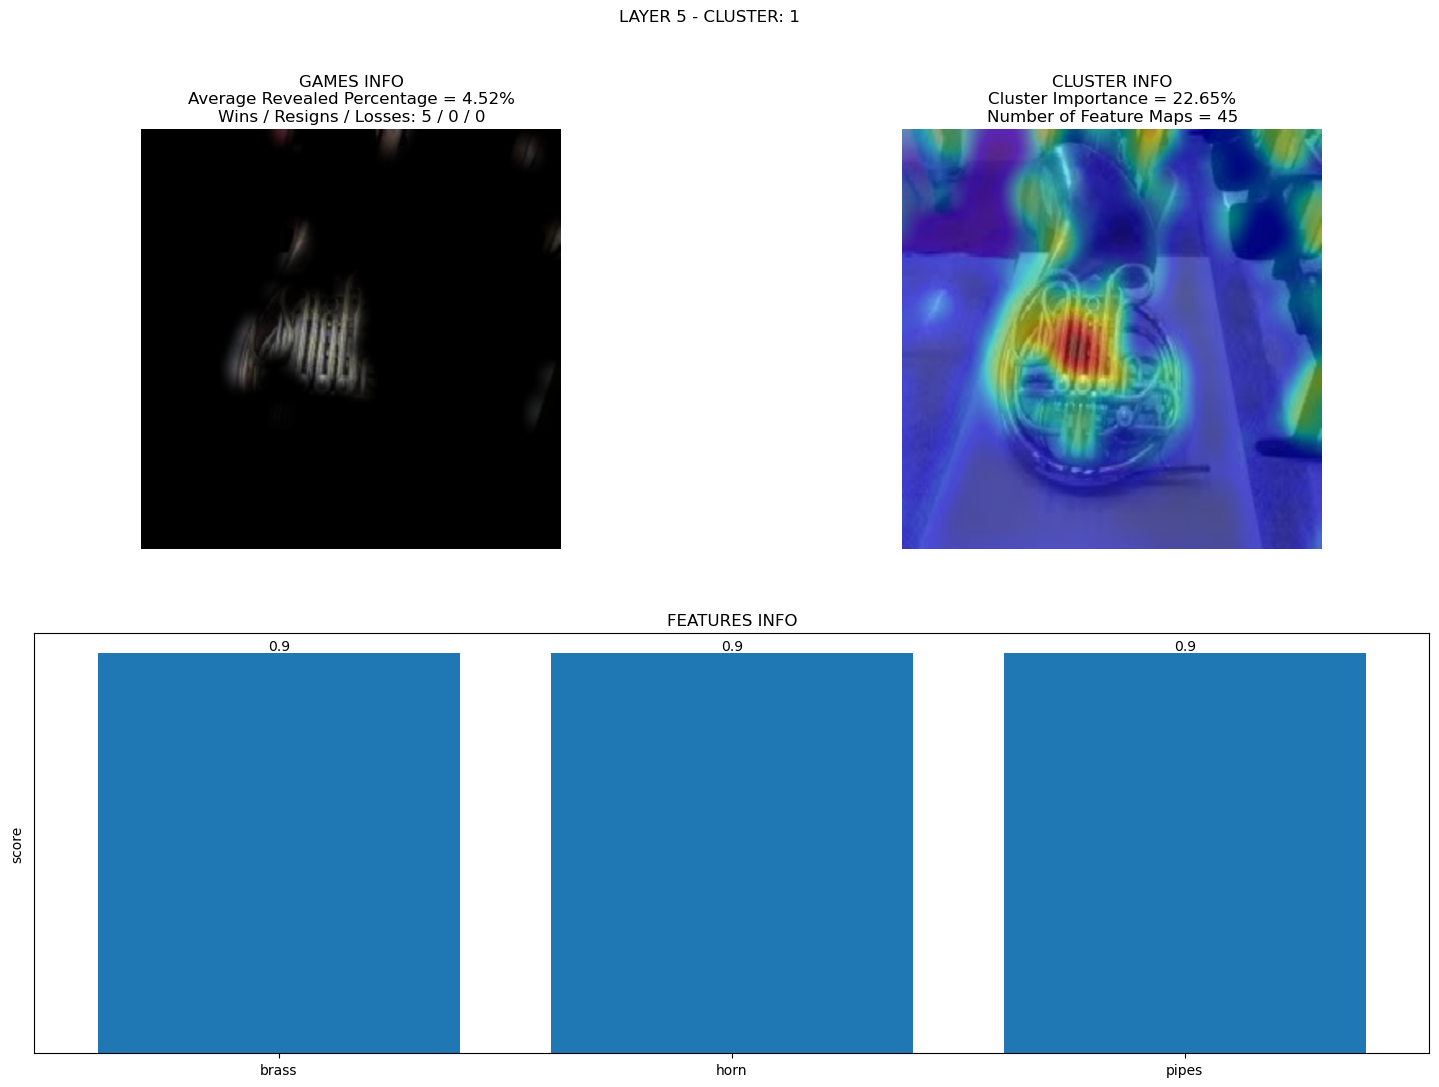 LAYER 5 - CLUSTER: 1
GAMES INFO
Average Revealed Percentage = 4.52%
Wins / Resigns / Losses: 5 / 0 / 0
CLUSTER INFO
Cluster Importance = 22.65%
Number of Feature Maps = 45
FEATURES INFO
score
0.9
0.9
0.9
brass
horn
pipes